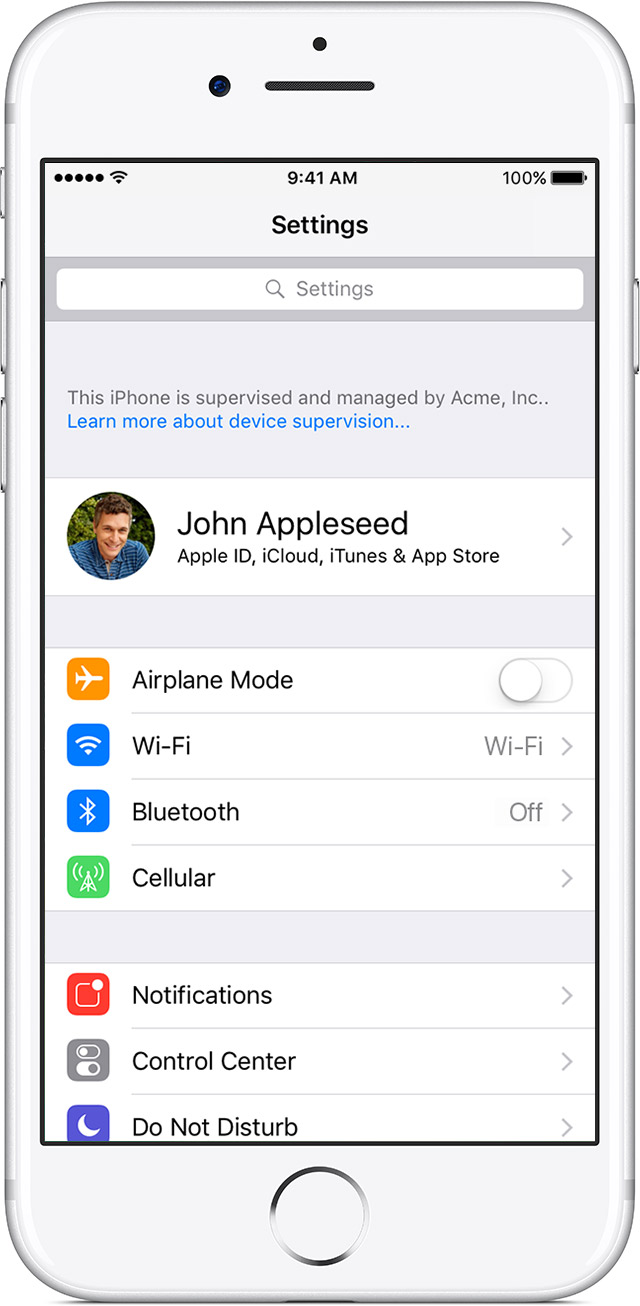 9:41 AM 100%
Settings
Settings
This iPhone is supervised and managed by Acme, Inc..
Learn more about device supervision...
John Appleseed
Apple ID, iCloud, iTunes & App Store
Airplane Mode
Wi-Fi Wi-Fi
Bluetooth Off
Cellular
Notifications
Control Center
Do Not Disturb